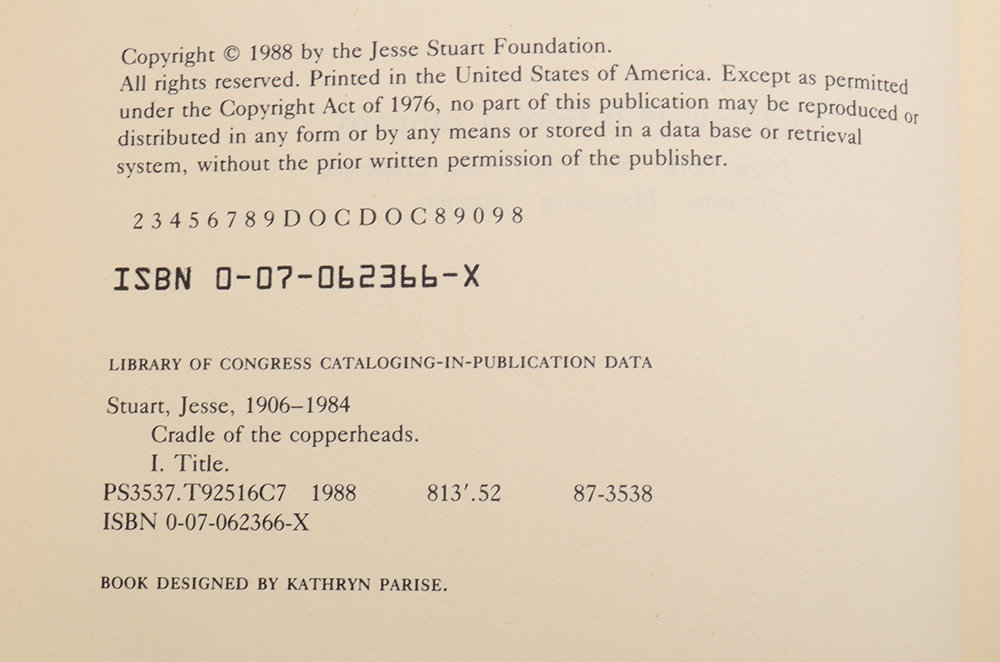 Copyright © 1988 by the Jesse Stuart Foundation.
All rights reserved. Printed in the United States of America. Except as permitted
under the Copyright Act of 1976, no part of this publication may be reproduced or
distributed in any form or by any means or stored in a data base or retrieval
system, without the prior written permission of the publisher.
2 3 4 5 6 7 8 9 D O C D O C 8 9 0 9 8
ISBN 0-07-062366-X
LIBRARY OF CONGRESS CATALOGING-IN-PUBLICATION DATA
Stuart, Jesse, 1906–1984
Cradle of the copperheads.
I. Title.
PS3537.T92516C7 1988 813′.52 87-3538
ISBN 0-07-062366-X
BOOK DESIGNED BY KATHRYN PARISE.